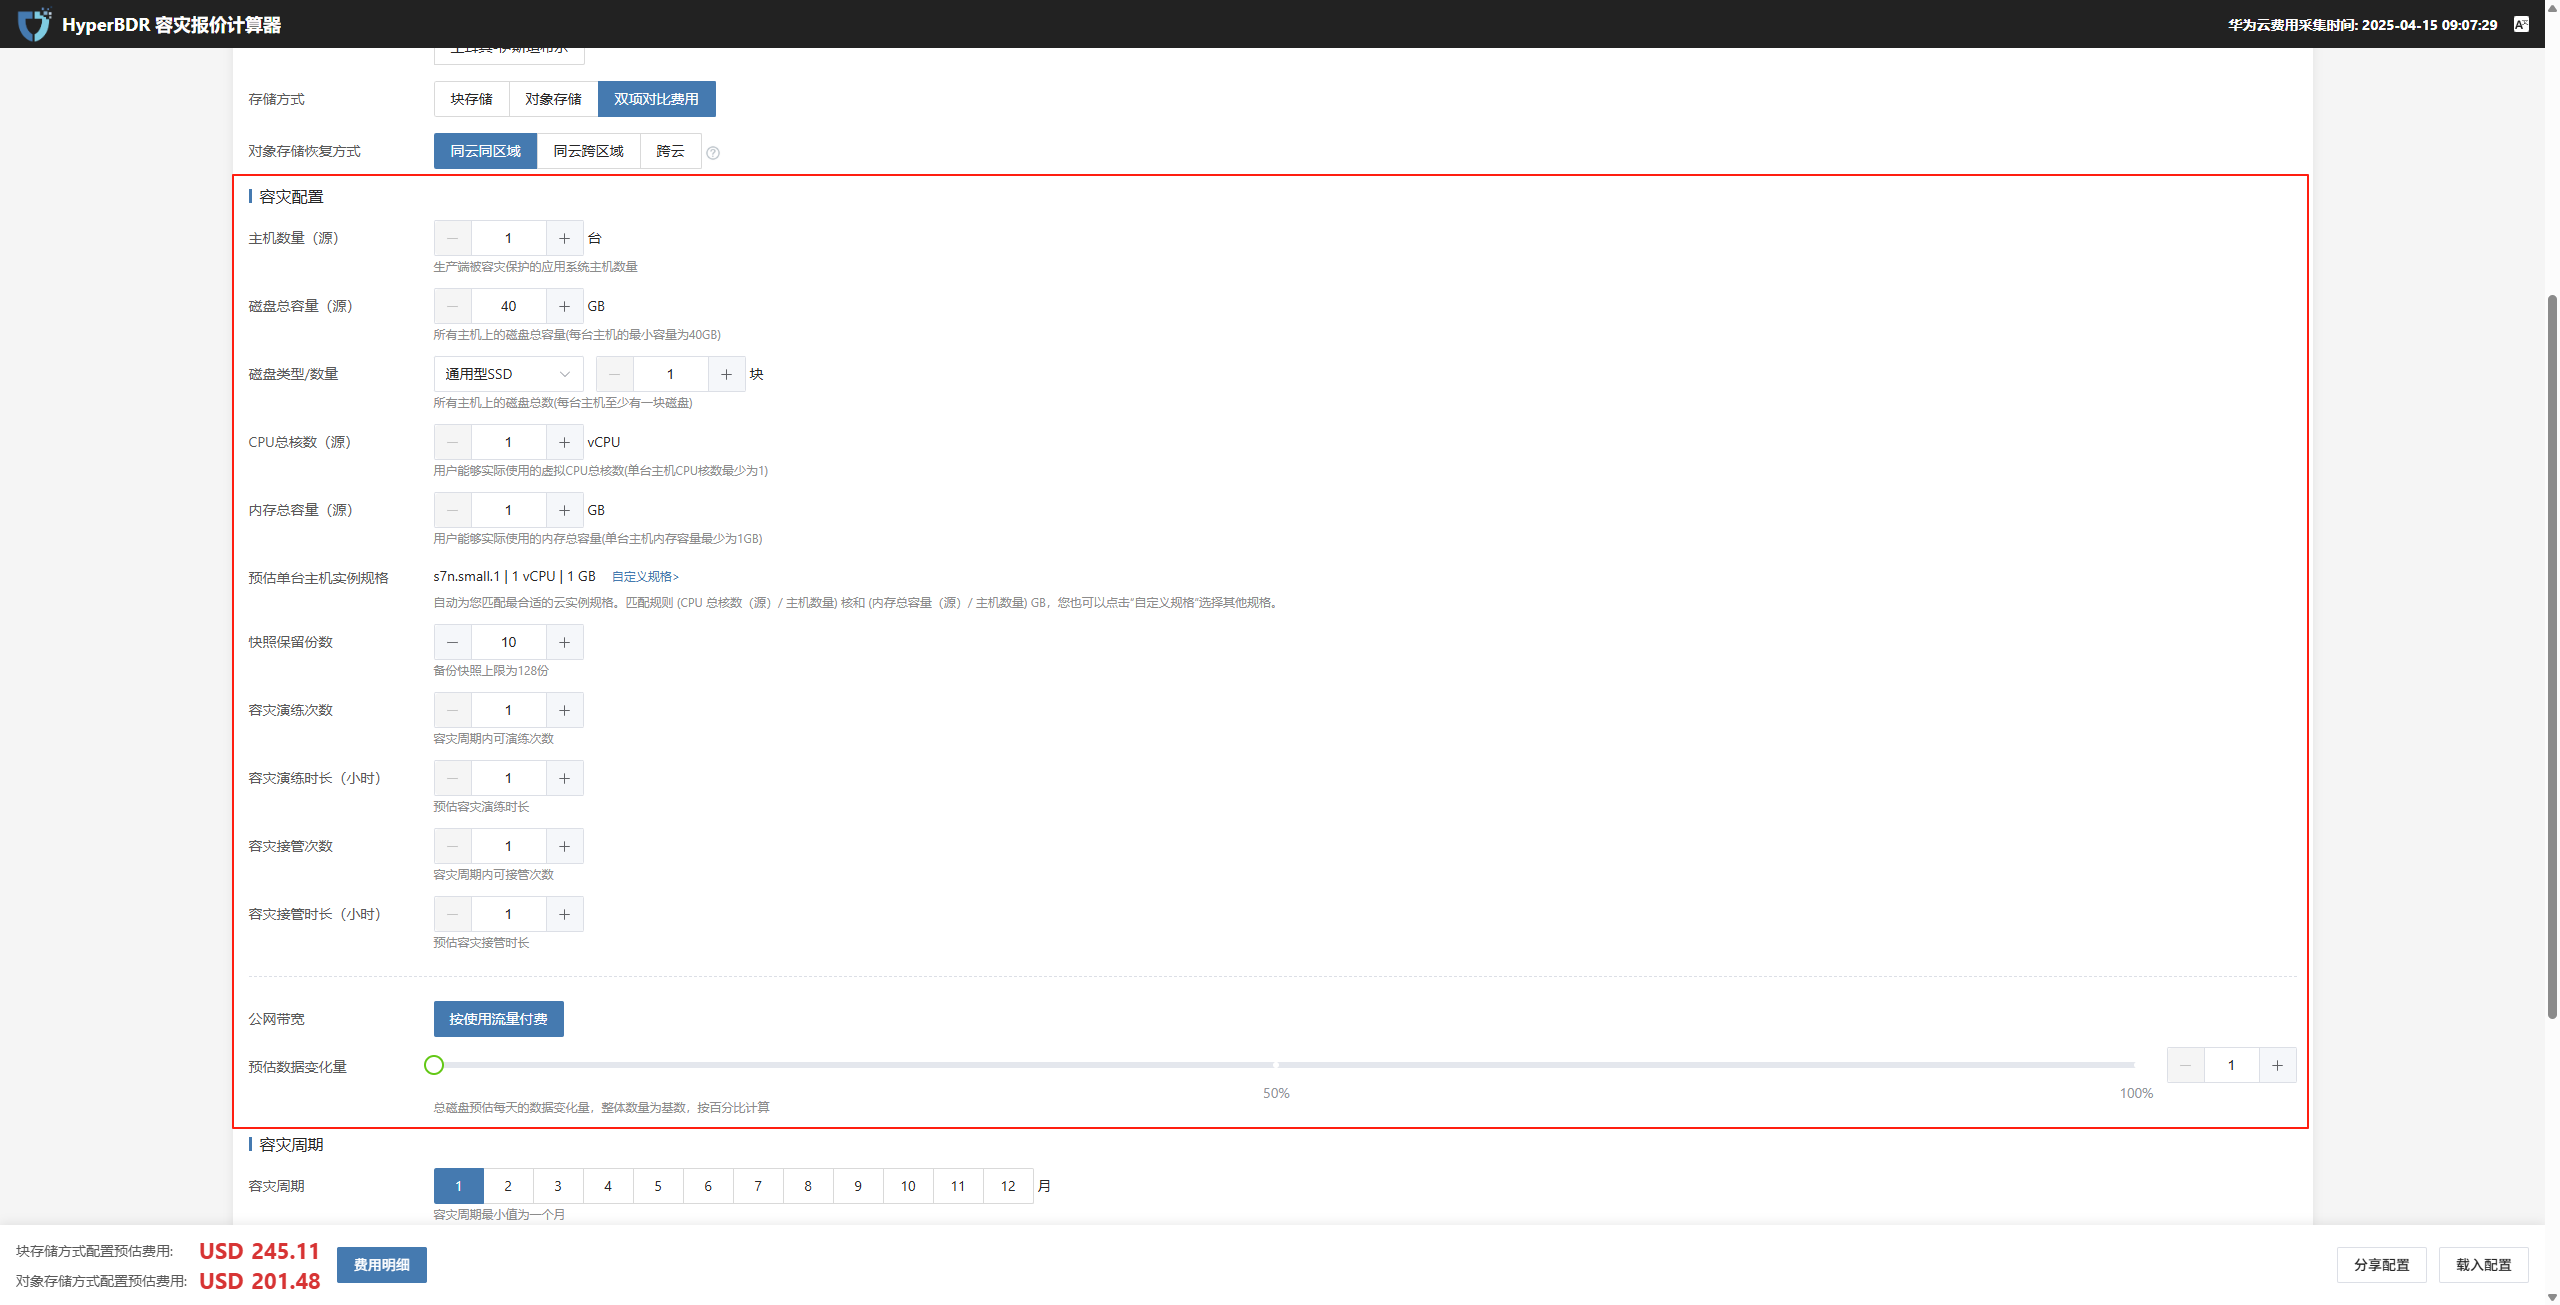 HyperBDR 容灾报价计算器
华为云费用采集时间: 2025-04-15 09:07:29
存储方式
块存储 对象存储 双项对比费用
对象存储恢复方式
同云同区域 同云跨区域 跨云
容灾配置
主机数量（源） 1 台
生产端被容灾保护的应用系统主机数量
磁盘总容量（源） 40 GB
所有主机上的磁盘总容量(每台主机的最小容量为40GB)
磁盘类型/数量 通用型SSD 1 块
所有主机上的磁盘总数(每台主机至少有一块磁盘)
CPU总核数（源） 1 vCPU
用户能够实际使用的虚拟CPU总核数(单台主机CPU核数最少为1)
内存总容量（源） 1 GB
用户能够实际使用的内存总容量(单台主机内存容量最少为1GB)
预估单台主机实例规格 s7n.small.1 | 1 vCPU | 1 GB 自定义规格>
自动为您匹配最合适的云实例规格。匹配规则 (CPU 总核数（源）/ 主机数量) 核和 (内存总容量（源）/ 主机数量) GB，您也可以点击“自定义规格”选择其他规格。
快照保留份数 10
备份快照上限为128份
容灾演练次数 1
容灾周期内可演练次数
容灾演练时长（小时） 1
预估容灾演练时长
容灾接管次数 1
容灾周期内可接管次数
容灾接管时长（小时） 1
预估容灾接管时长
公网带宽 按使用流量付费
预估数据变化量 1
50% 100%
总磁盘预估每天的数据变化量，整体数量为基数，按百分比计算
容灾周期
容灾周期 1 2 3 4 5 6 7 8 9 10 11 12 月
容灾周期最小值为一个月
块存储方式配置预估费用: USD 245.11
对象存储方式配置预估费用: USD 201.48
费用明细
分享配置 载入配置